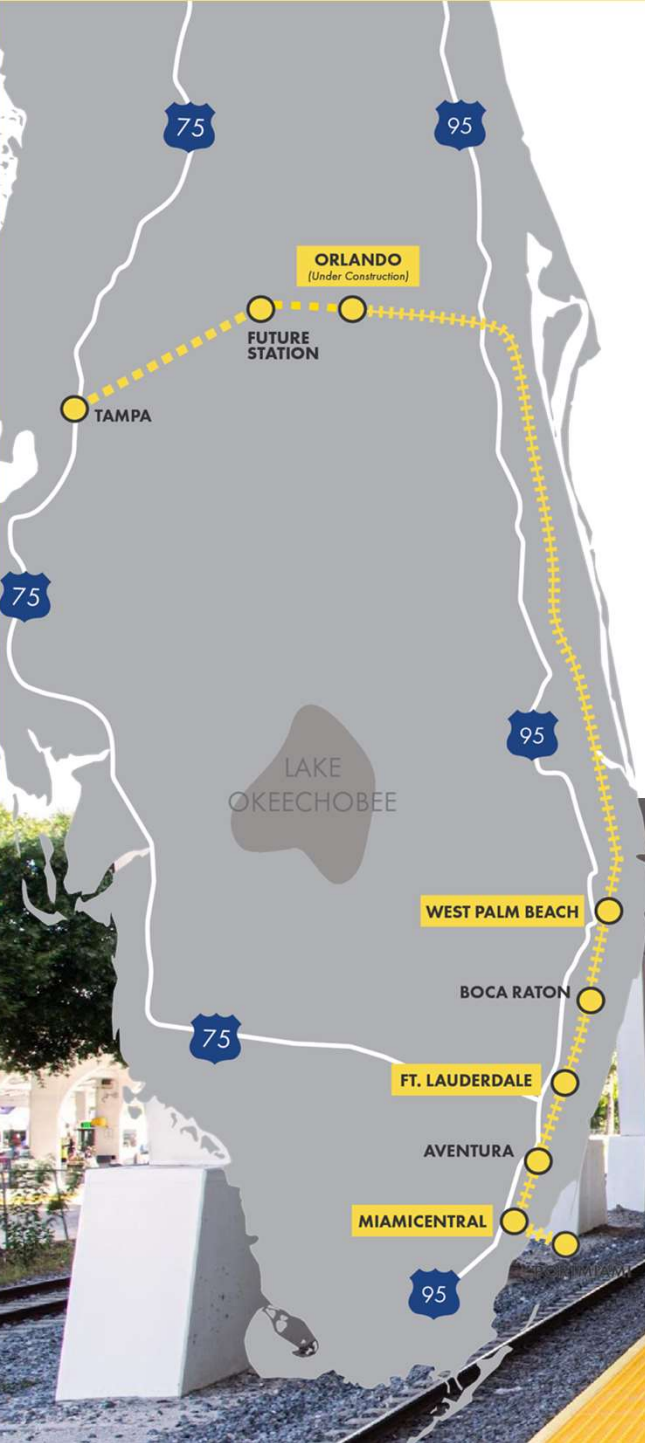 75
95
ORLANDO
(Under Construction)
FUTURE
STATION
TAMPA
75
95
LAKE
OKEECHOBEE
WEST PALM BEACH
BOCA RATON
75
FT. LAUDERDALE
AVENTURA
MIAMICENTRAL
95